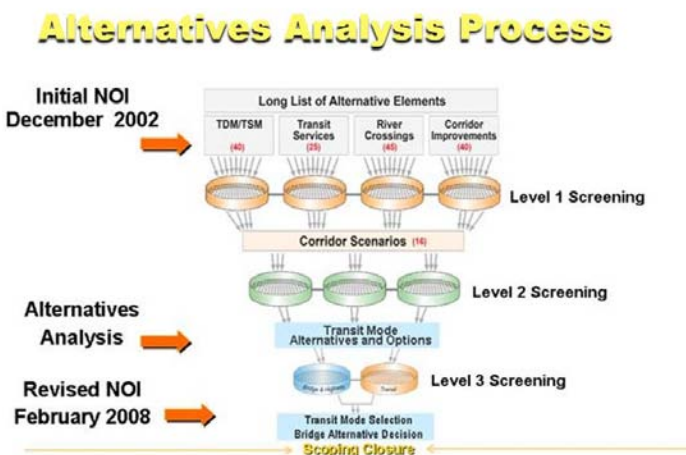 Alternatives Analysis Process
Initial NOI
December 2002
Long List of Alternative Elements
TDM/TSM
(40)
Transit
Services
(25)
River
Crossings
(45)
Corridor
Improvements
(40)
Level 1 Screening
Corridor Scenarios (16)
Level 2 Screening
Alternatives
Analysis
Transit Mode
Alternatives and Options
Level 3 Screening
Bridge & Highway
Transit
Revised NOI
February 2008
Transit Mode Selection
Bridge Alternative Decision
Scoping Closure